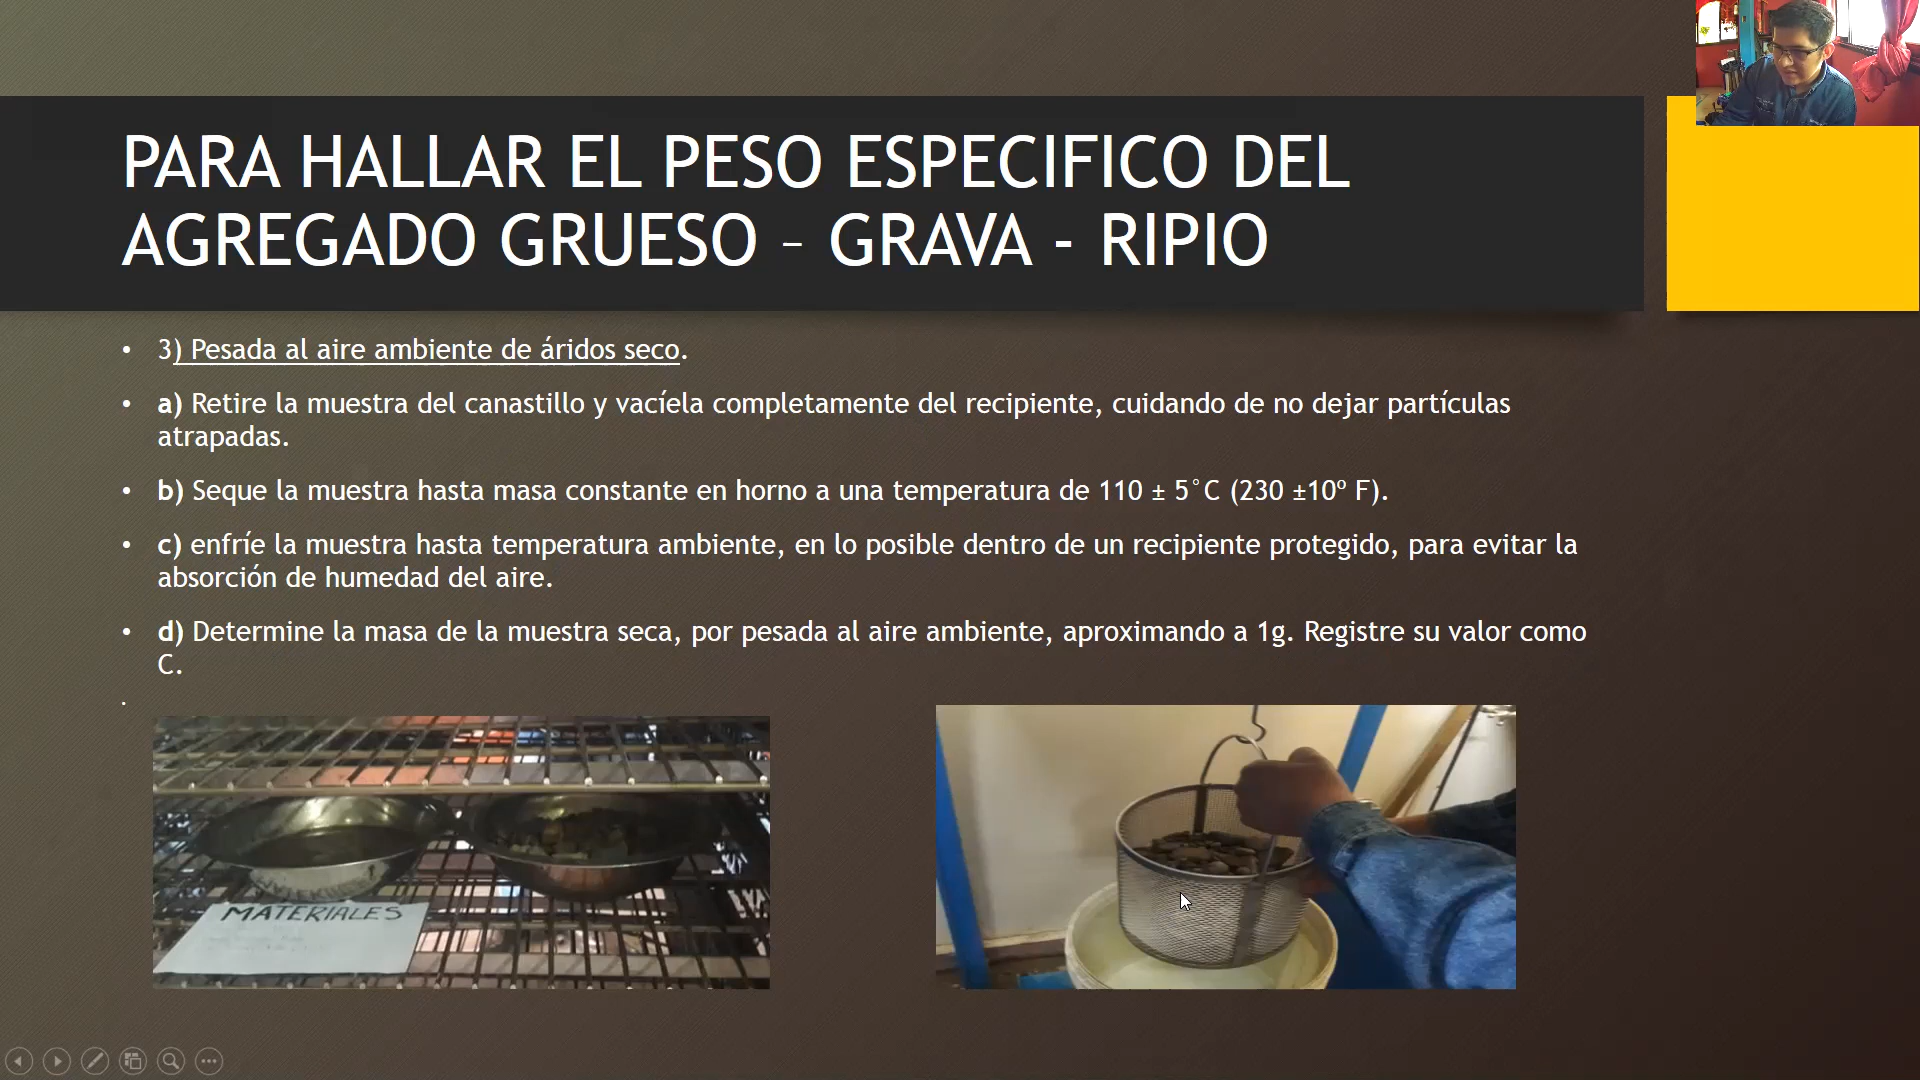 PARA HALLAR EL PESO ESPECIFICO DEL
AGREGADO GRUESO – GRAVA - RIPIO
• 3) Pesada al aire ambiente de áridos seco.
• a) Retire la muestra del canastillo y vacíela completamente del recipiente, cuidando de no dejar partículas
atrapadas.
• b) Seque la muestra hasta masa constante en horno a una temperatura de 110 ± 5°C (230 ±10º F).
• c) enfríe la muestra hasta temperatura ambiente, en lo posible dentro de un recipiente protegido, para evitar la
absorción de humedad del aire.
• d) Determine la masa de la muestra seca, por pesada al aire ambiente, aproximando a 1g. Registre su valor como
C.
.
MATERIALES